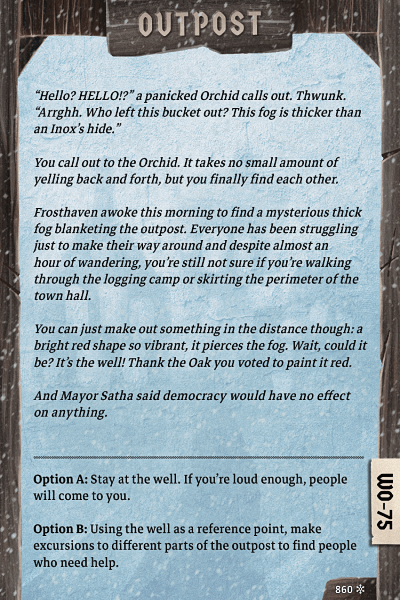 OUTPOST
“Hello? HELLO!?” a panicked Orchid calls out. Thwunk.
“Arrghh. Who left this bucket out? This fog is thicker than
an Inox’s hide.”
You call out to the Orchid. It takes no small amount of
yelling back and forth, but you finally find each other.
Frosthaven awoke this morning to find a mysterious thick
fog blanketing the outpost. Everyone has been struggling
just to make their way around and despite almost an
hour of wandering, you’re still not sure if you’re walking
through the logging camp or skirting the perimeter of the
town hall.
You can just make out something in the distance though: a
bright red shape so vibrant, it pierces the fog. Wait, could it
be? It’s the well! Thank the Oak you voted to paint it red.
And Mayor Satha said democracy would have no effect
on anything.
Option A: Stay at the well. If you’re loud enough, people
will come to you.
Option B: Using the well as a reference point, make
excursions to different parts of the outpost to find people
who need help.
WO-75
860